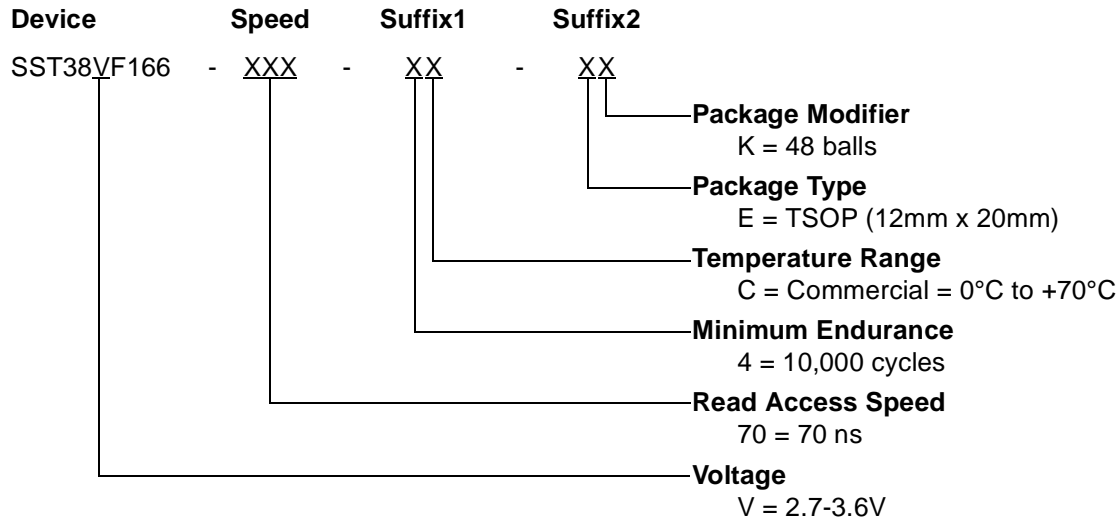 Device Speed Suffix1 Suffix2
SST38VF166 - XXX - XX - XX
Package Modifier
K = 48 balls
Package Type
E = TSOP (12mm x 20mm)
Temperature Range
C = Commercial = 0°C to +70°C
Minimum Endurance
4 = 10,000 cycles
Read Access Speed
70 = 70 ns
Voltage
V = 2.7-3.6V